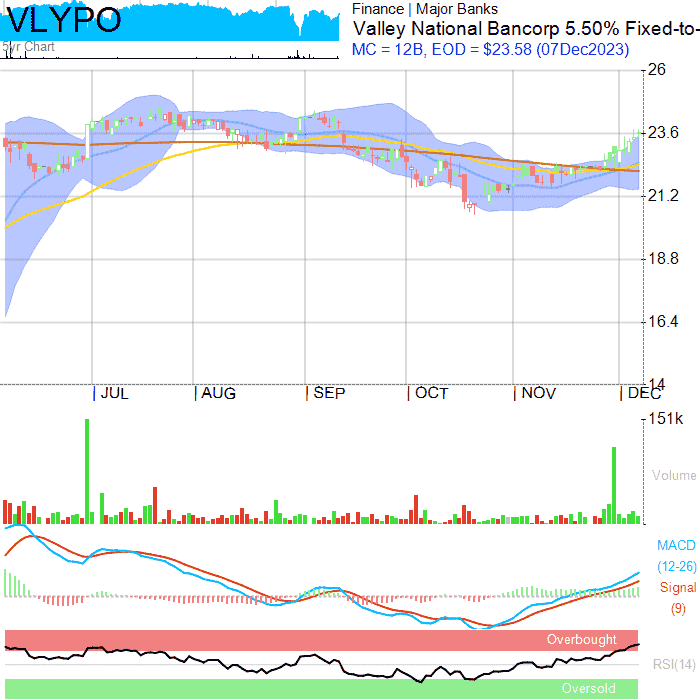 VLYPO
5yr Chart
Finance | Major Banks
Valley National Bancorp 5.50% Fixed-to-
MC = 12B, EOD = $23.58 (07Dec2023)
26
23.6
21.2
18.8
16.4
14
JUL
AUG
SEP
OCT
NOV
DEC
151k
Volume
MACD
(12-26)
Signal
(9)
Overbought
RSI(14)
Oversold